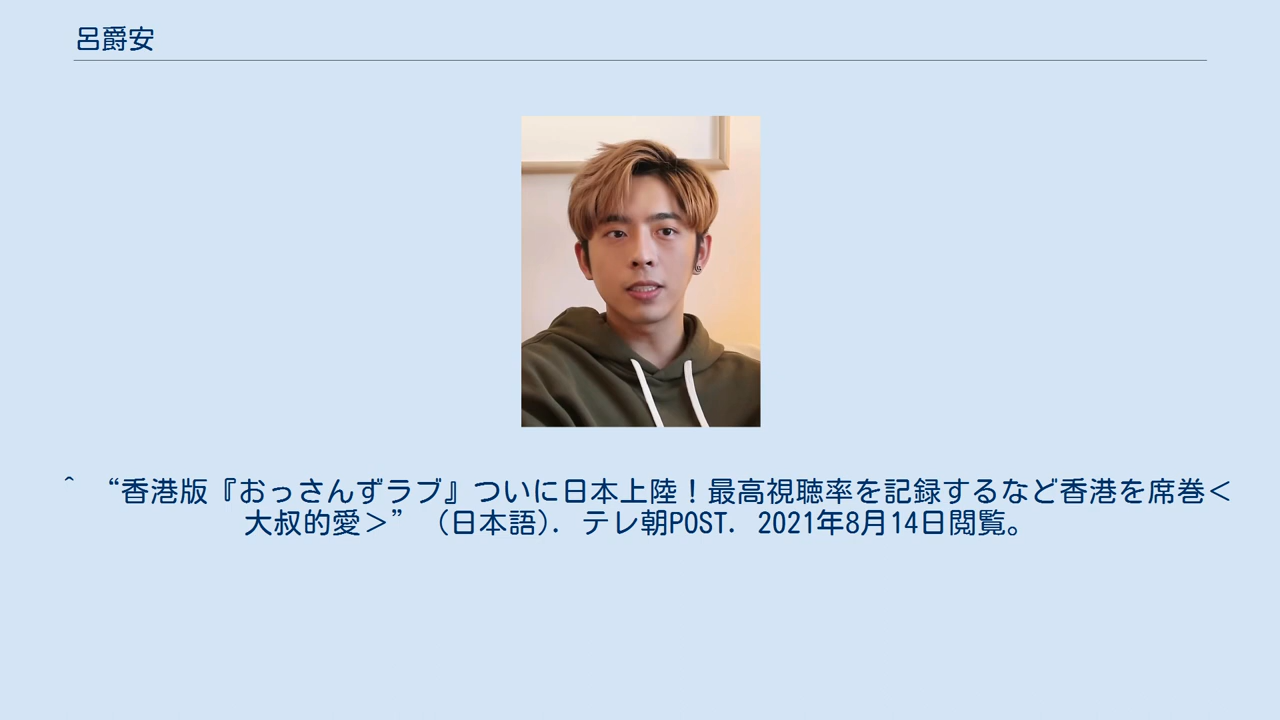 呂爵安
^ “香港版『おっさんずラブ』ついに日本上陸！最高視聴率を記録するなど香港を席巻＜
大叔的愛＞” （日本語）. テレ朝POST. 2021年8月14日閲覧。